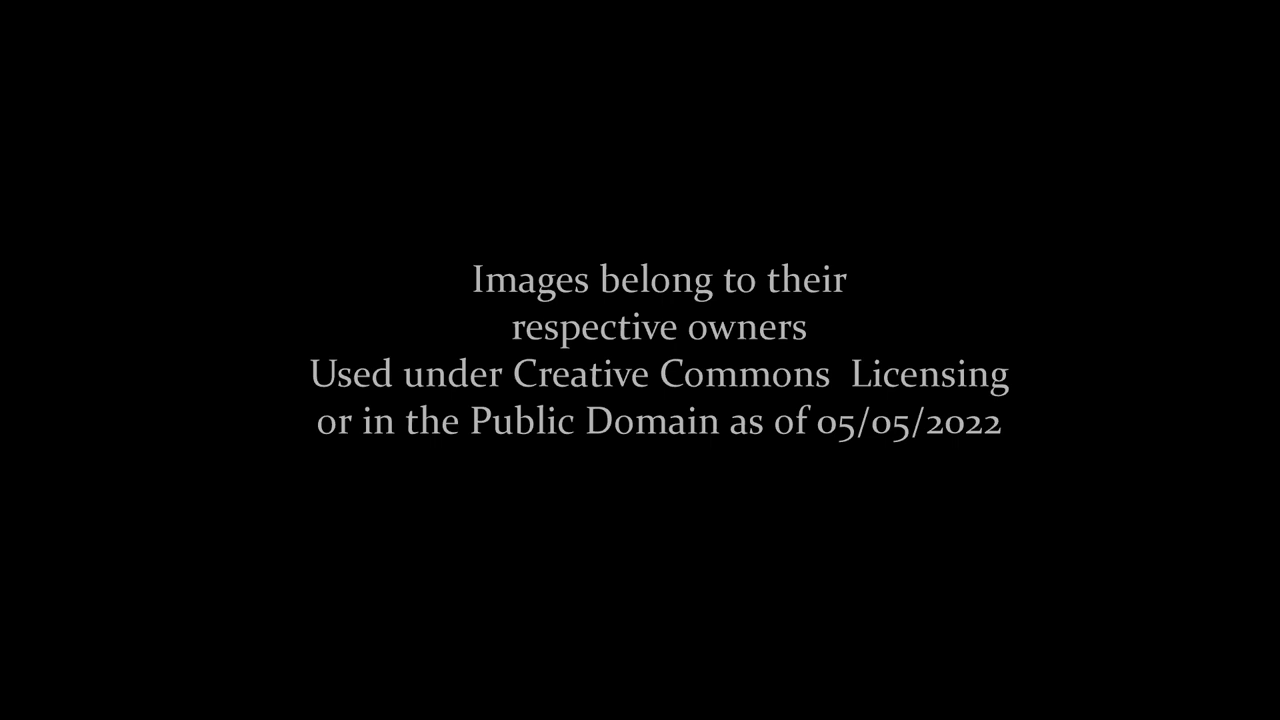 Images belong to their
respective owners
Used under Creative Commons  Licensing
or in the Public Domain as of 05/05/2022